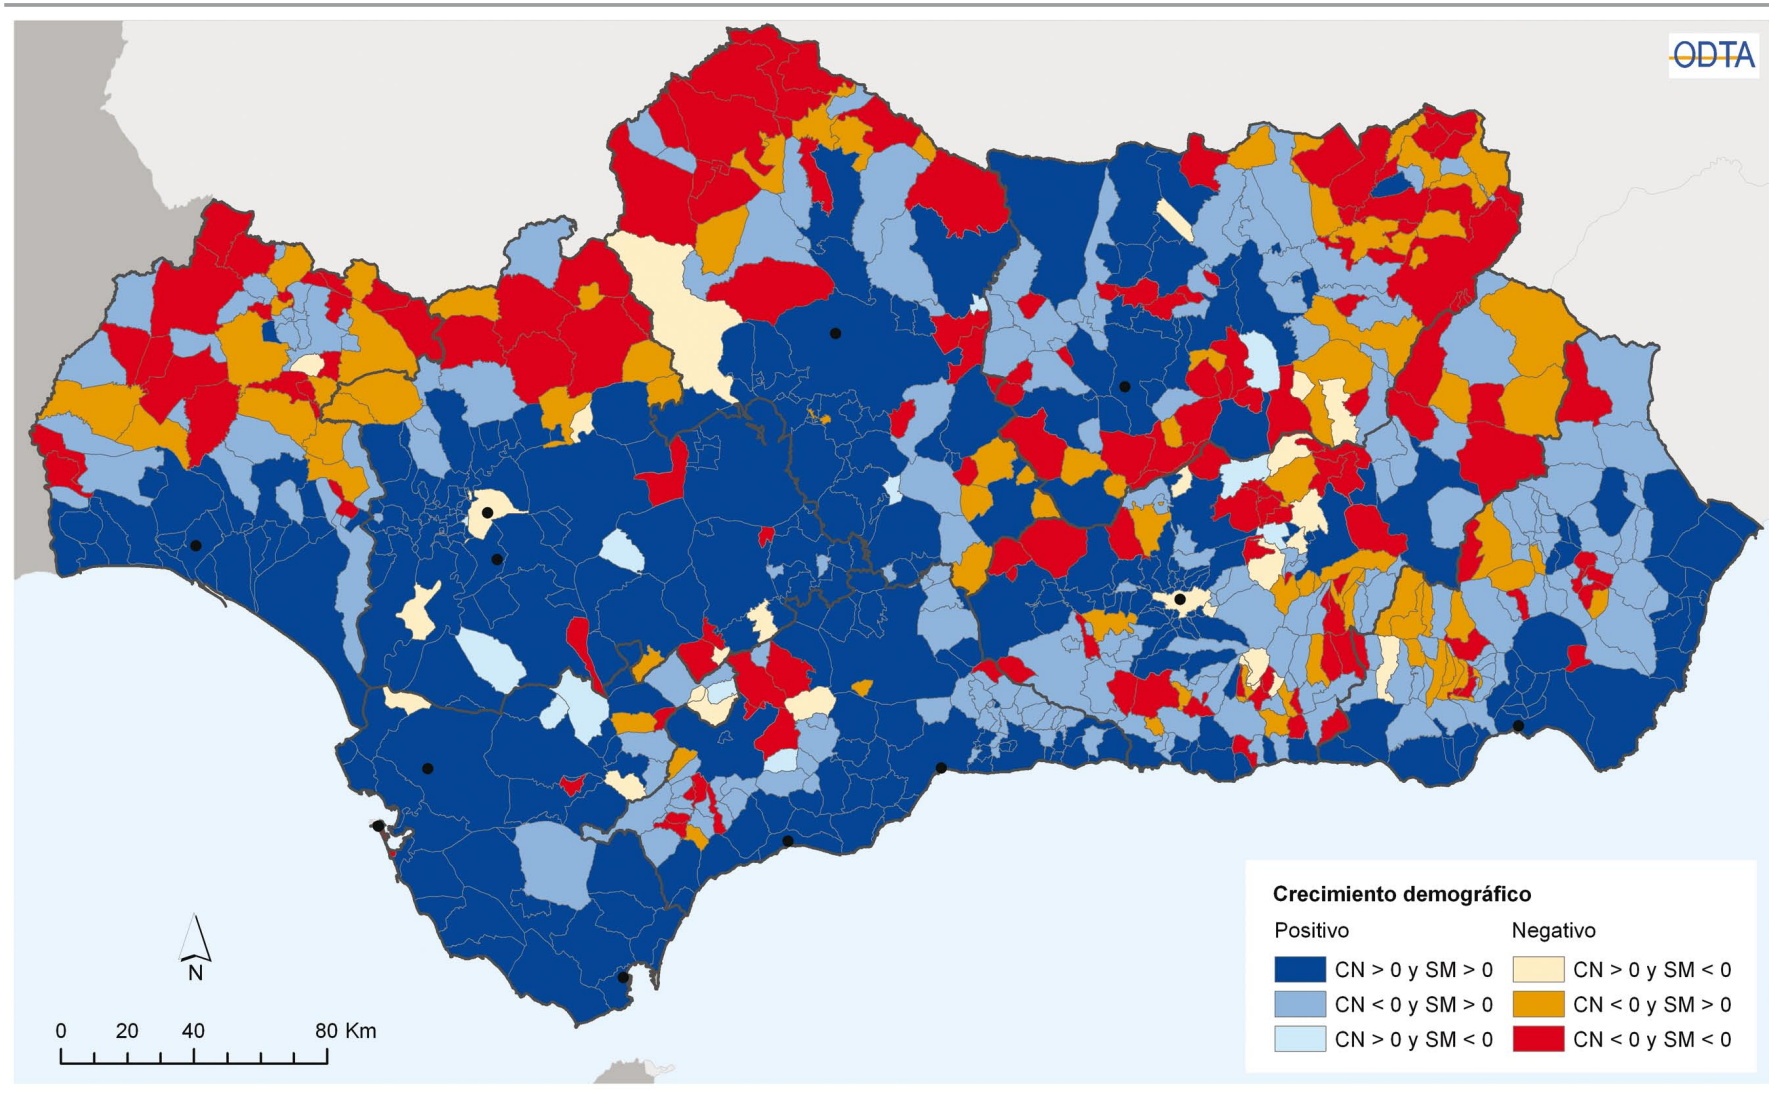 ODTA
Crecimiento demográfico
Positivo Negativo
CN > 0 y SM > 0 CN > 0 y SM < 0
CN < 0 y SM > 0 CN < 0 y SM > 0
CN > 0 y SM < 0 CN < 0 y SM < 0
N
0 20 40 80 Km